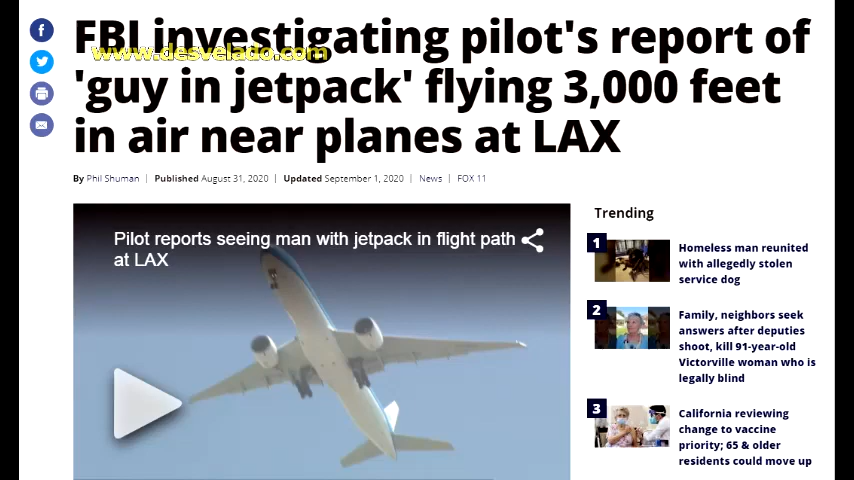 FBI investigating pilot's report of
www.desvelado.com
'guy in jetpack' flying 3,000 feet
in air near planes at LAX
By Phil Shuman | Published August 31, 2020 | Updated September 1, 2020 | News | FOX 11
Pilot reports seeing man with jetpack in flight path
at LAX
Trending
1
Homeless man reunited
with allegedly stolen
service dog
2
Family, neighbors seek
answers after deputies
shoot, kill 91-year-old
Victorville woman who is
legally blind
3
California reviewing
change to vaccine
priority; 65 & older
residents could move up